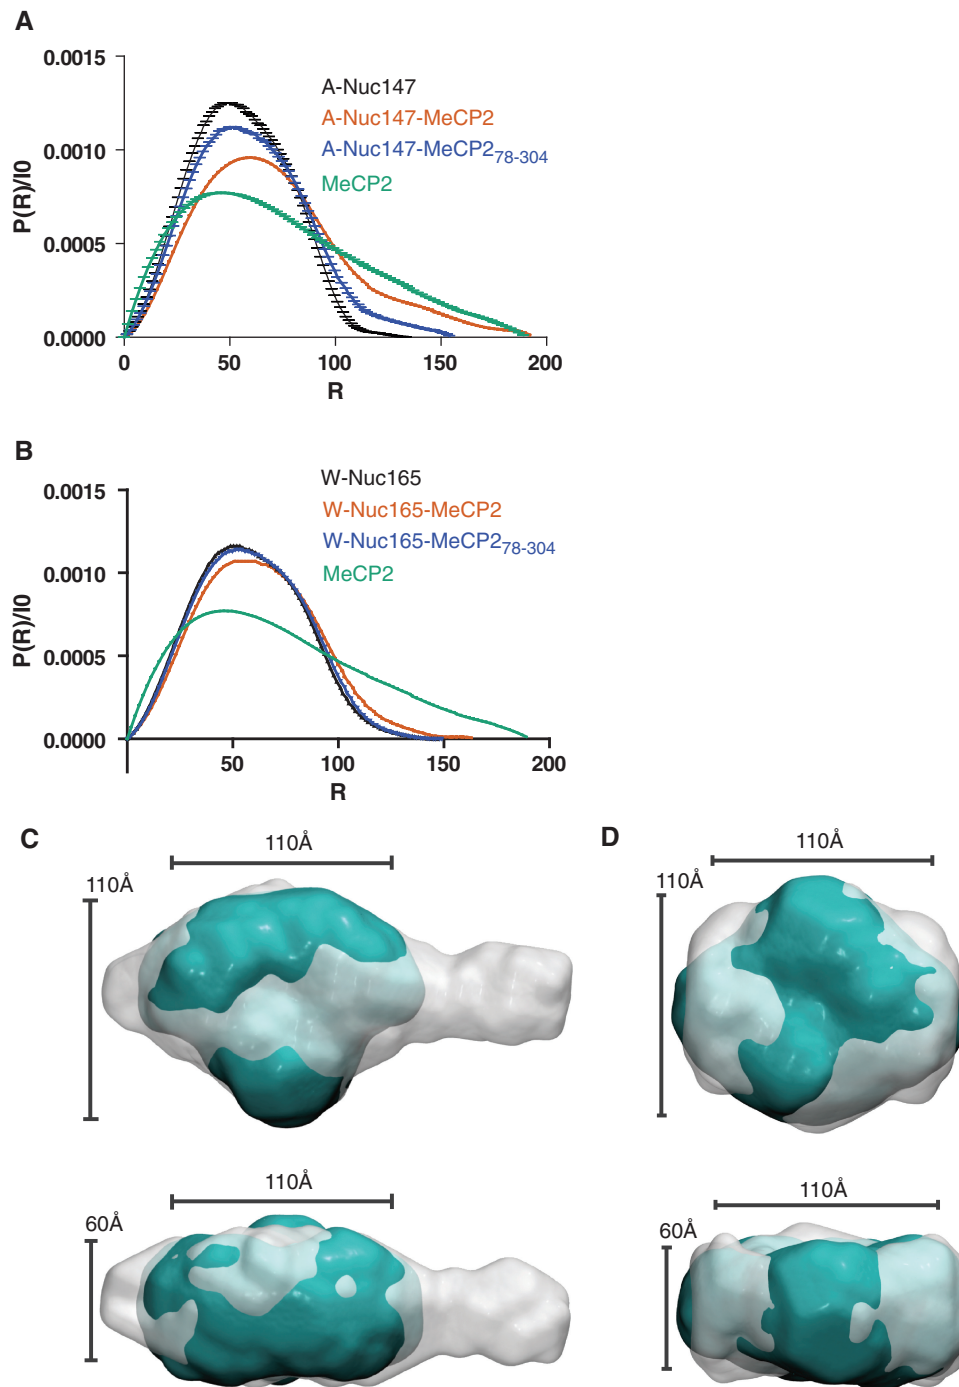 A
0.0015
0.0010
0.0005
0.0000
P(R)/I0
A-Nuc147
A-Nuc147-MeCP2
A-Nuc147-MeCP2₇₈₋₃₀₄
MeCP2
0 50 100 150 200
R
B
0.0015
0.0010
0.0005
0.0000
P(R)/I0
W-Nuc165
W-Nuc165-MeCP2
W-Nuc165-MeCP2₇₈₋₃₀₄
MeCP2
50 100 150 200
R
C
110Å
110Å
110Å
60Å
D
110Å
110Å
110Å
60Å